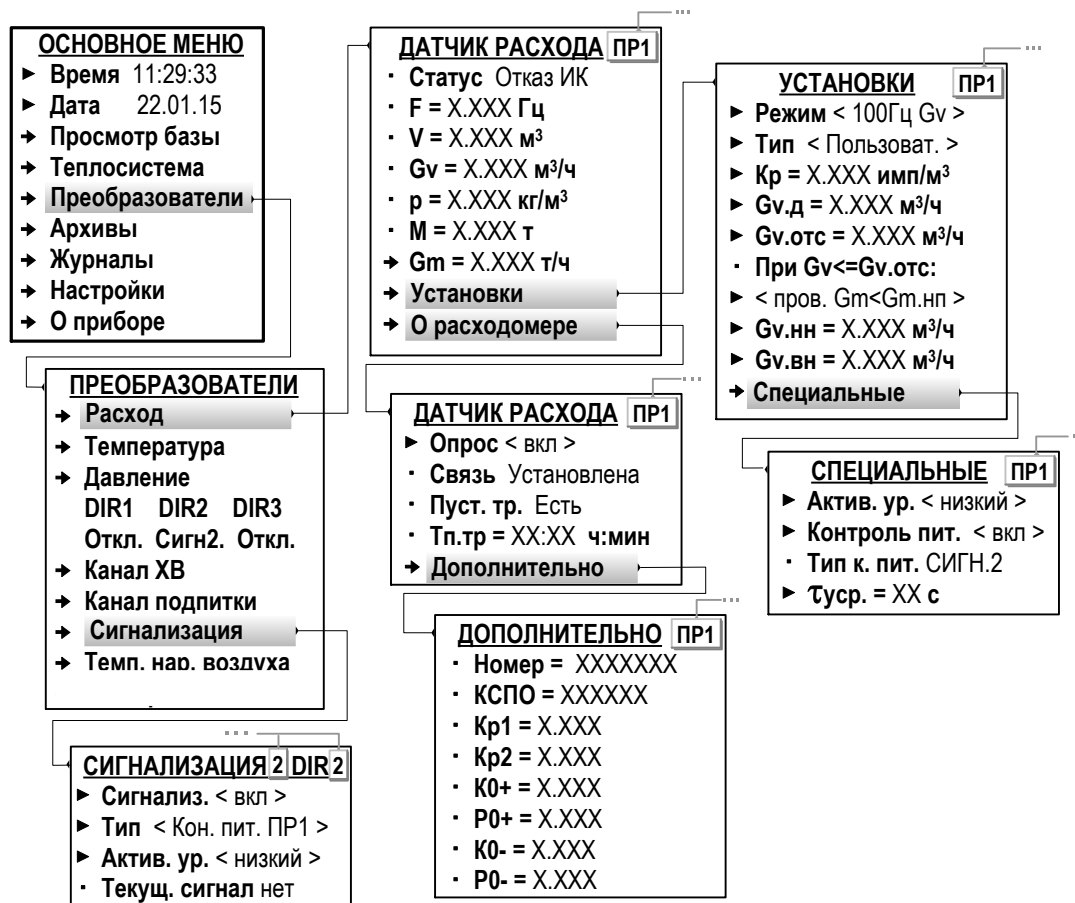 ОСНОВНОЕ МЕНЮ
Время 11:29:33
Дата 22.01.15
Просмотр базы
Теплосистема
Преобразователи
Архивы
Журналы
Настройки
О приборе
ПРЕОБРАЗОВАТЕЛИ
Расход
Температура
Давление
DIR1 DIR2 DIR3
Откл. Сигн2. Откл.
Канал ХВ
Канал подпитки
Сигнализация
Темп. нар. воздуха
СИГНАЛИЗАЦИЯ 2 DIR 2
Сигнализ. < вкл >
Тип < Кон. пит. ПР1 >
Актив. ур. < низкий >
Текущ. сигнал нет
ДАТЧИК РАСХОДА ПР1
Статус Отказ ИК
F = X.XXX Гц
V = X.XXX м³
Gv = X.XXX м³/ч
p = X.XXX кг/м³
M = X.XXX т
Gm = X.XXX т/ч
Установки
О расходомере
ДАТЧИК РАСХОДА ПР1
Опрос < вкл >
Связь Установлена
Пуст. тр. Есть
Тп.тр = XX:XX ч:мин
Дополнительно
ДОПОЛНИТЕЛЬНО ПР1
Номер = XXXXXXX
КСПО = XXXXXX
Кр1 = X.XXX
Кр2 = X.XXX
К0+ = X.XXX
Р0+ = X.XXX
К0- = X.XXX
Р0- = X.XXX
УСТАНОВКИ ПР1
Режим < 100Гц Gv >
Тип < Пользоват. >
Кр = X.XXX имп/м³
Gv.д = X.XXX м³/ч
Gv.отс = X.XXX м³/ч
При Gv<=Gv.отс:
< пров. Gm<Gm.нп >
Gv.нн = X.XXX м³/ч
Gv.вн = X.XXX м³/ч
Специальные
СПЕЦИАЛЬНЫЕ ПР1
Актив. ур. < низкий >
Контроль пит. < вкл >
Тип к. пит. СИГН.2
τуср. = XX с